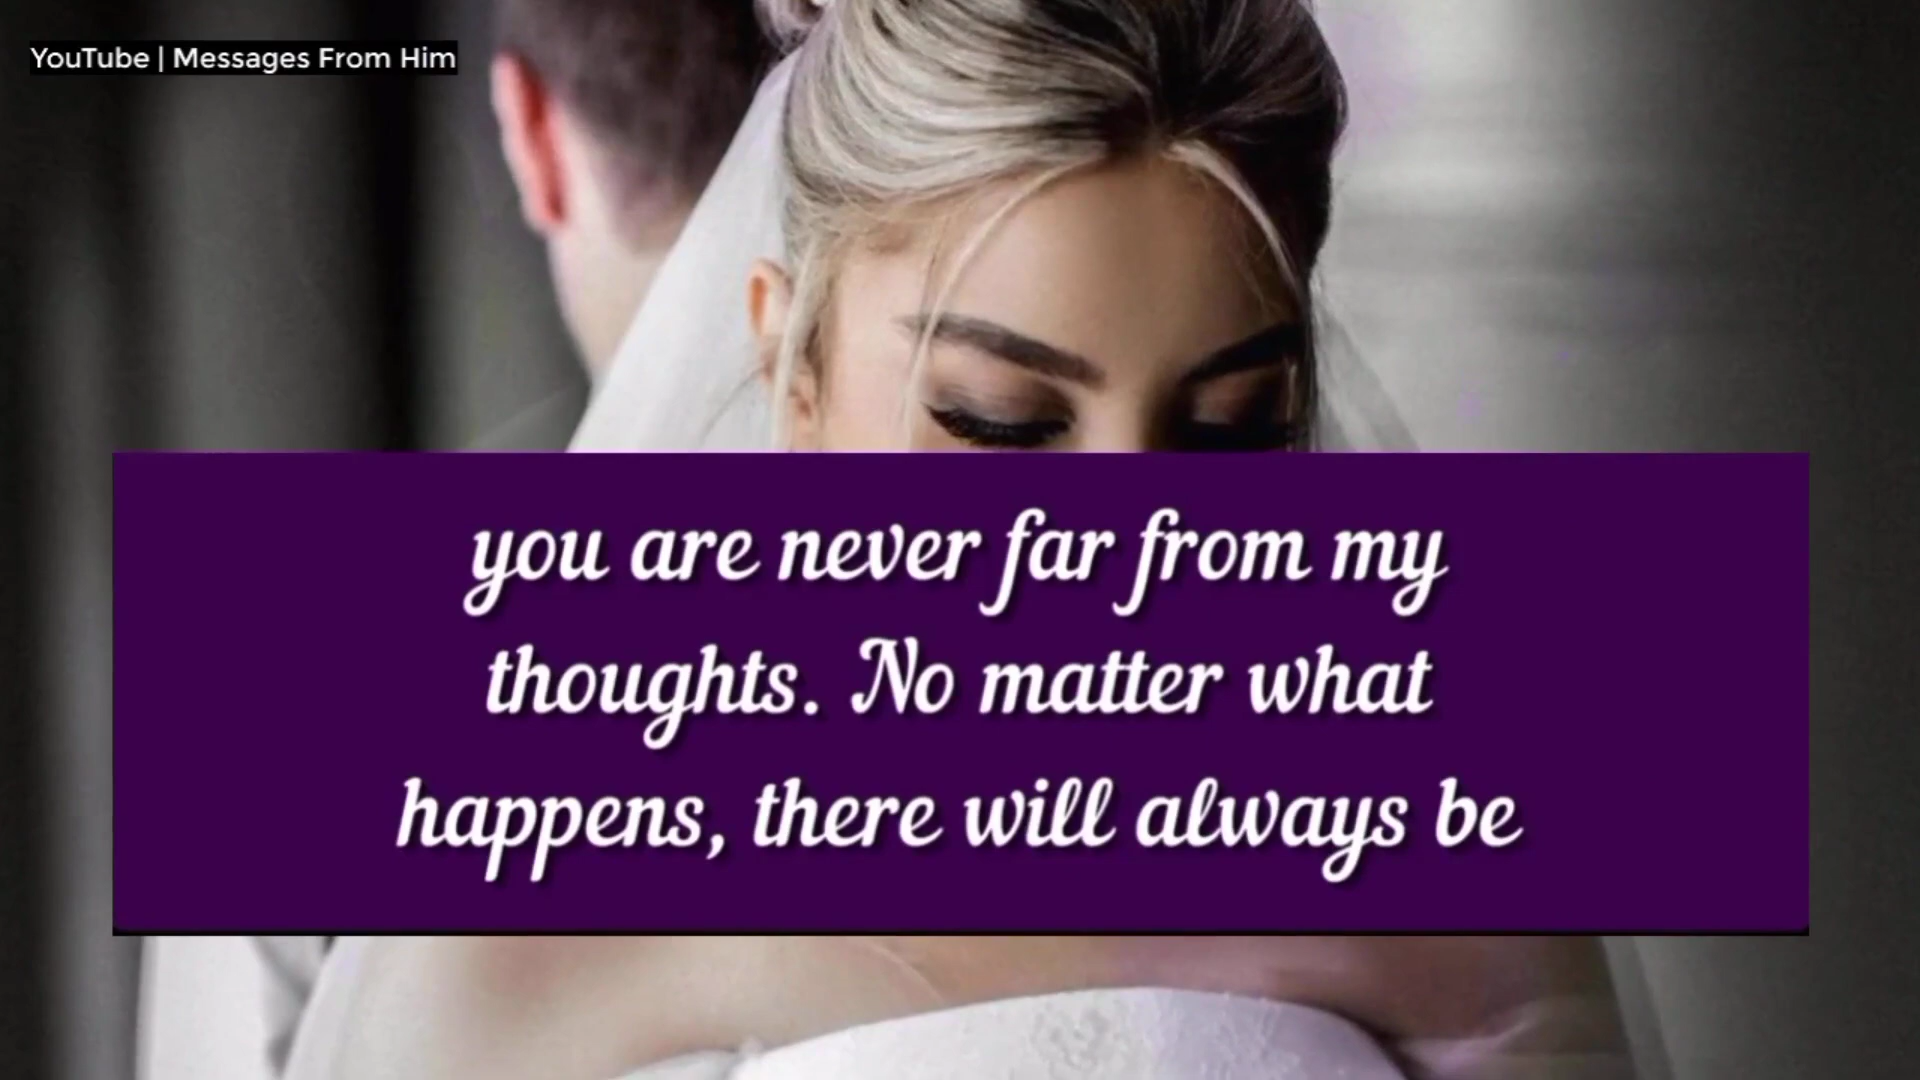 YouTube | Messages From Him
you are never far from my
thoughts. No matter what
happens, there will always be